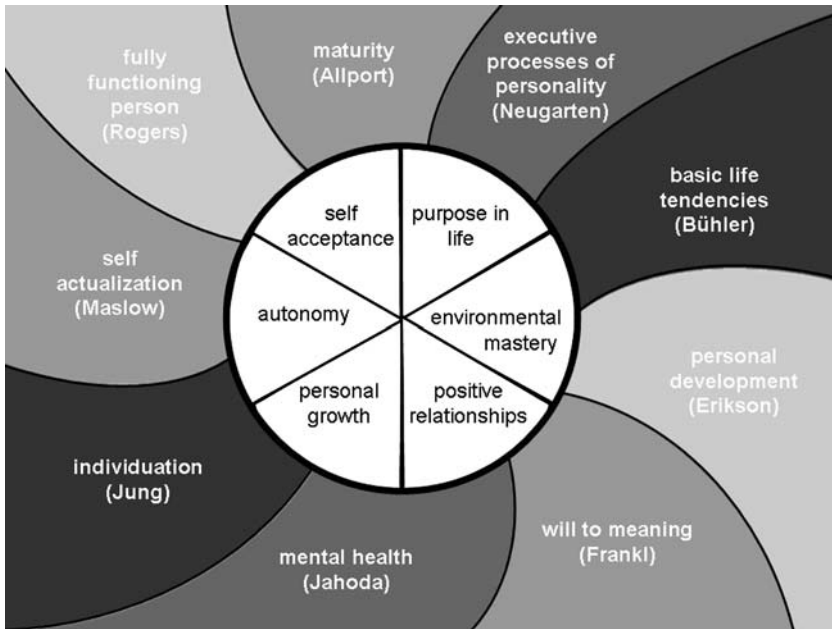 fully
functioning
person
(Rogers)
maturity
(Allport)
executive
processes of
personality
(Neugarten)
basic life
tendencies
(Bühler)
self
actualization
(Maslow)
self
acceptance
purpose in
life
autonomy
environmental
mastery
personal
growth
positive
relationships
personal
development
(Erikson)
individuation
(Jung)
mental health
(Jahoda)
will to meaning
(Frankl)